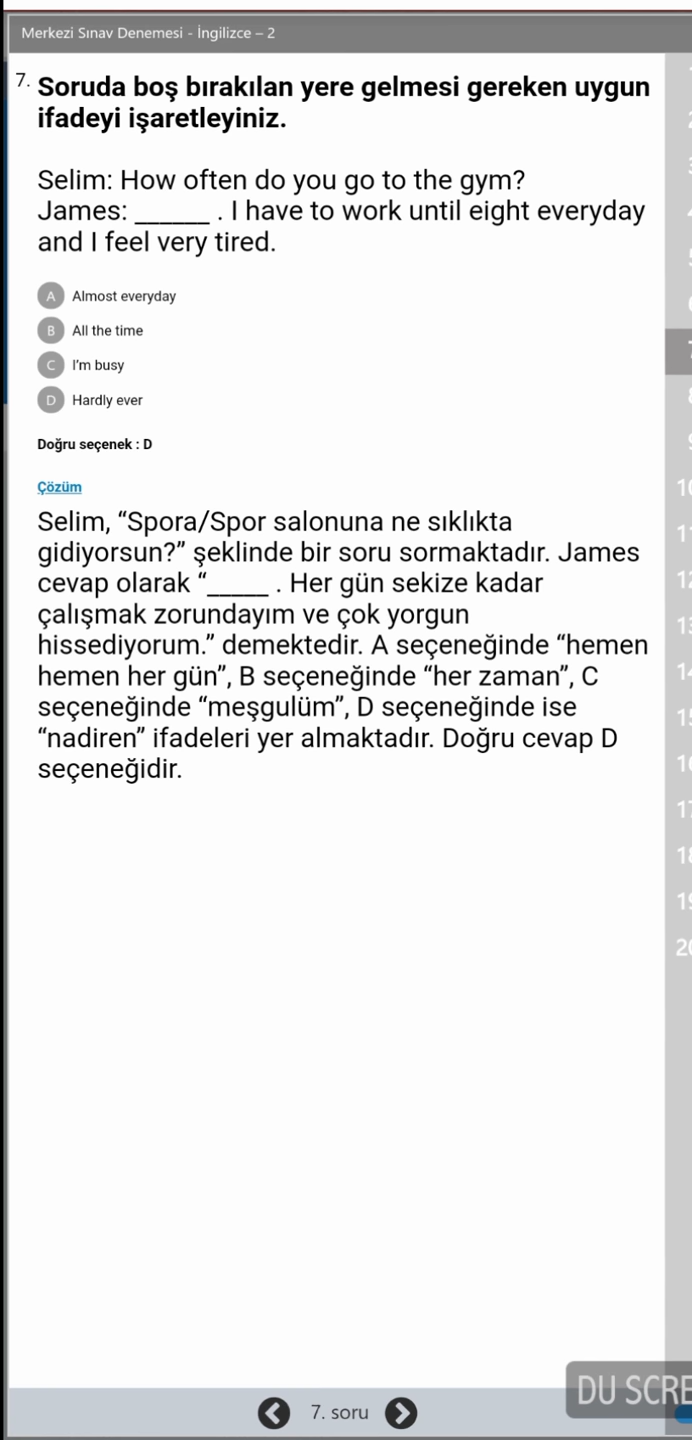 Merkezi Sınav Denemesi - İngilizce – 2
7. Soruda boş bırakılan yere gelmesi gereken uygun
ifadeyi işaretleyiniz.
Selim: How often do you go to the gym?
James: ______ . I have to work until eight everyday
and I feel very tired.
A Almost everyday
B All the time
C I'm busy
D Hardly ever
Doğru seçenek : D
Çözüm
Selim, “Spora/Spor salonuna ne sıklıkta
gidiyorsun?” şeklinde bir soru sormaktadır. James
cevap olarak “_____ . Her gün sekize kadar
çalışmak zorundayım ve çok yorgun
hissediyorum.” demektedir. A seçeneğinde “hemen
hemen her gün”, B seçeneğinde “her zaman”, C
seçeneğinde “meşgulüm”, D seçeneğinde ise
“nadiren” ifadeleri yer almaktadır. Doğru cevap D
seçeneğidir.
DU SCRE
7. soru